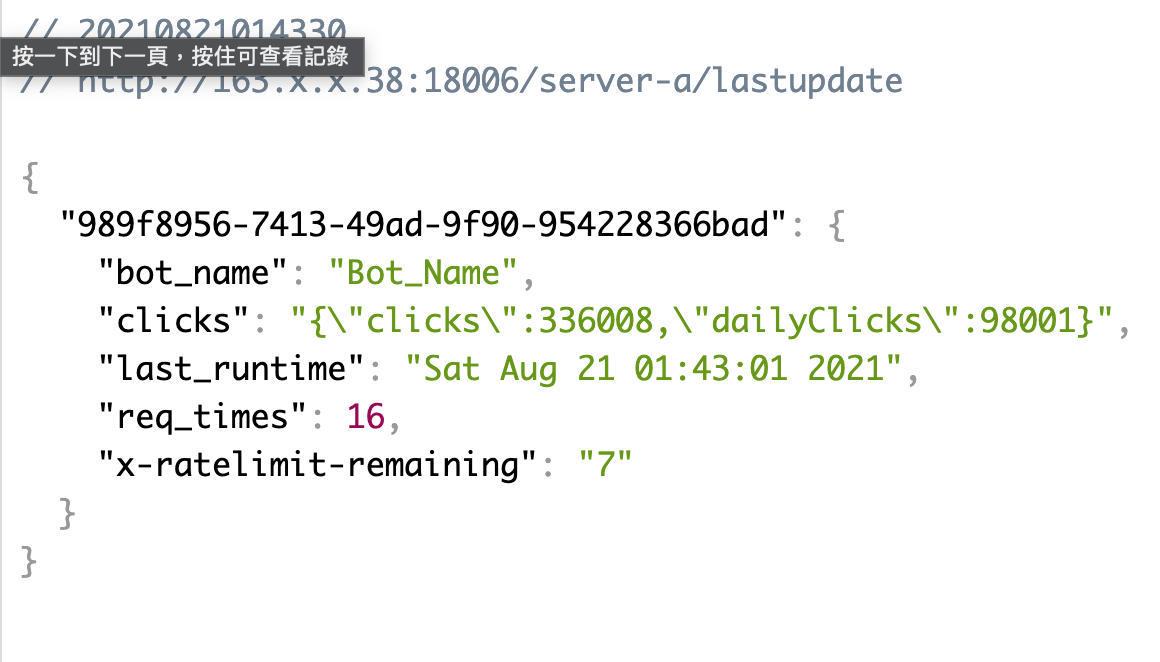 // 20210821014330
按一下到下一頁，按住可查看記錄
// http://163.x.x.38:18006/server-a/lastupdate
{
"989f8956-7413-49ad-9f90-954228366bad": {
"bot_name": "Bot_Name",
"clicks": "{\"clicks\":336008,\"dailyClicks\":98001}",
"last_runtime": "Sat Aug 21 01:43:01 2021",
"req_times": 16,
"x-ratelimit-remaining": "7"
}
}